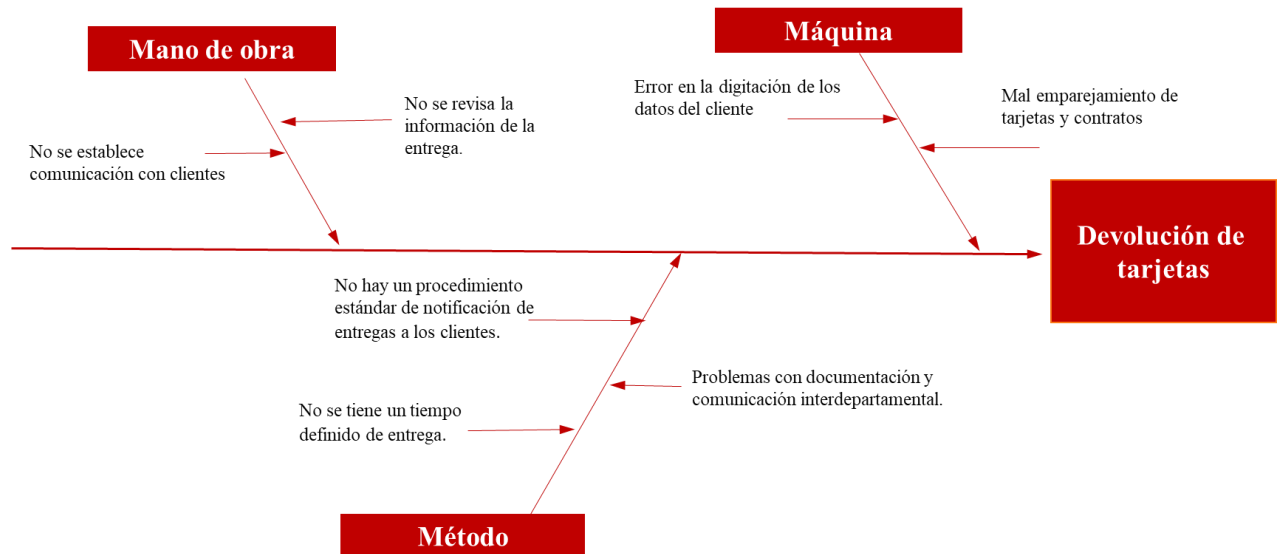 Mano de obra
Máquina
No se revisa la
información de la
entrega.
No se establece
comunicación con clientes
Error en la digitación de los
datos del cliente
Mal emparejamiento de
tarjetas y contratos
Devolución de
tarjetas
No hay un procedimiento
estándar de notificación de
entregas a los clientes.
Problemas con documentación y
comunicación interdepartamental.
No se tiene un tiempo
definido de entrega.
Método